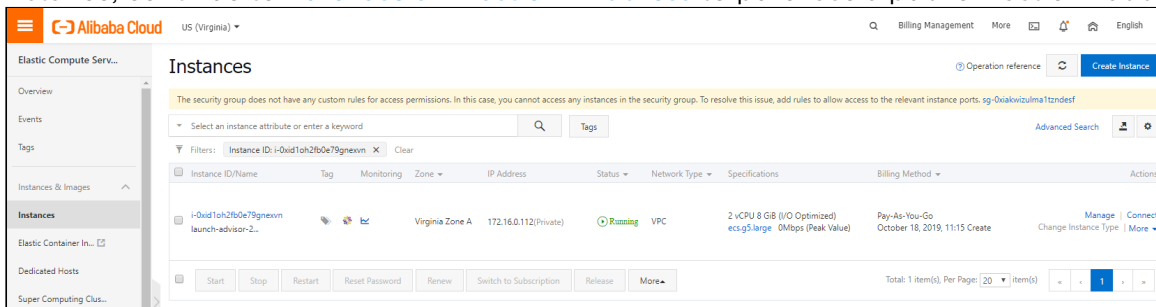 Alibaba Cloud
US (Virginia)
Billing Management More English
Elastic Compute Serv...
Overview
Events
Tags
Instances & Images
Instances
Elastic Container In...
Dedicated Hosts
Super Computing Clus...
Instances
Operation reference Create Instance
The security group does not have any custom rules for access permissions. In this case, you cannot access any instances in the security group. To resolve this issue, add rules to allow access to the relevant instance ports. sg-0xiakwizulma1tzndesf
Select an instance attribute or enter a keyword Tags Advanced Search
Filters: Instance ID: i-0xid1oh2fb0e79gnexvn X Clear
Instance ID/Name Tag Monitoring Zone IP Address Status Network Type Specifications Billing Method Actions
i-0xid1oh2fb0e79gnexvn
launch-advisor-2...
Virginia Zone A 172.16.0.112(Private) Running VPC
2 vCPU 8 GiB (I/O Optimized)
ecs.g5.large 0Mbps (Peak Value)
Pay-As-You-Go
October 18, 2019, 11:15 Create
Manage | Connect
Change Instance Type | More
Start Stop Restart Reset Password Renew Switch to Subscription Release More
Total: 1 item(s), Per Page: 20 item(s) « ‹ 1 › »